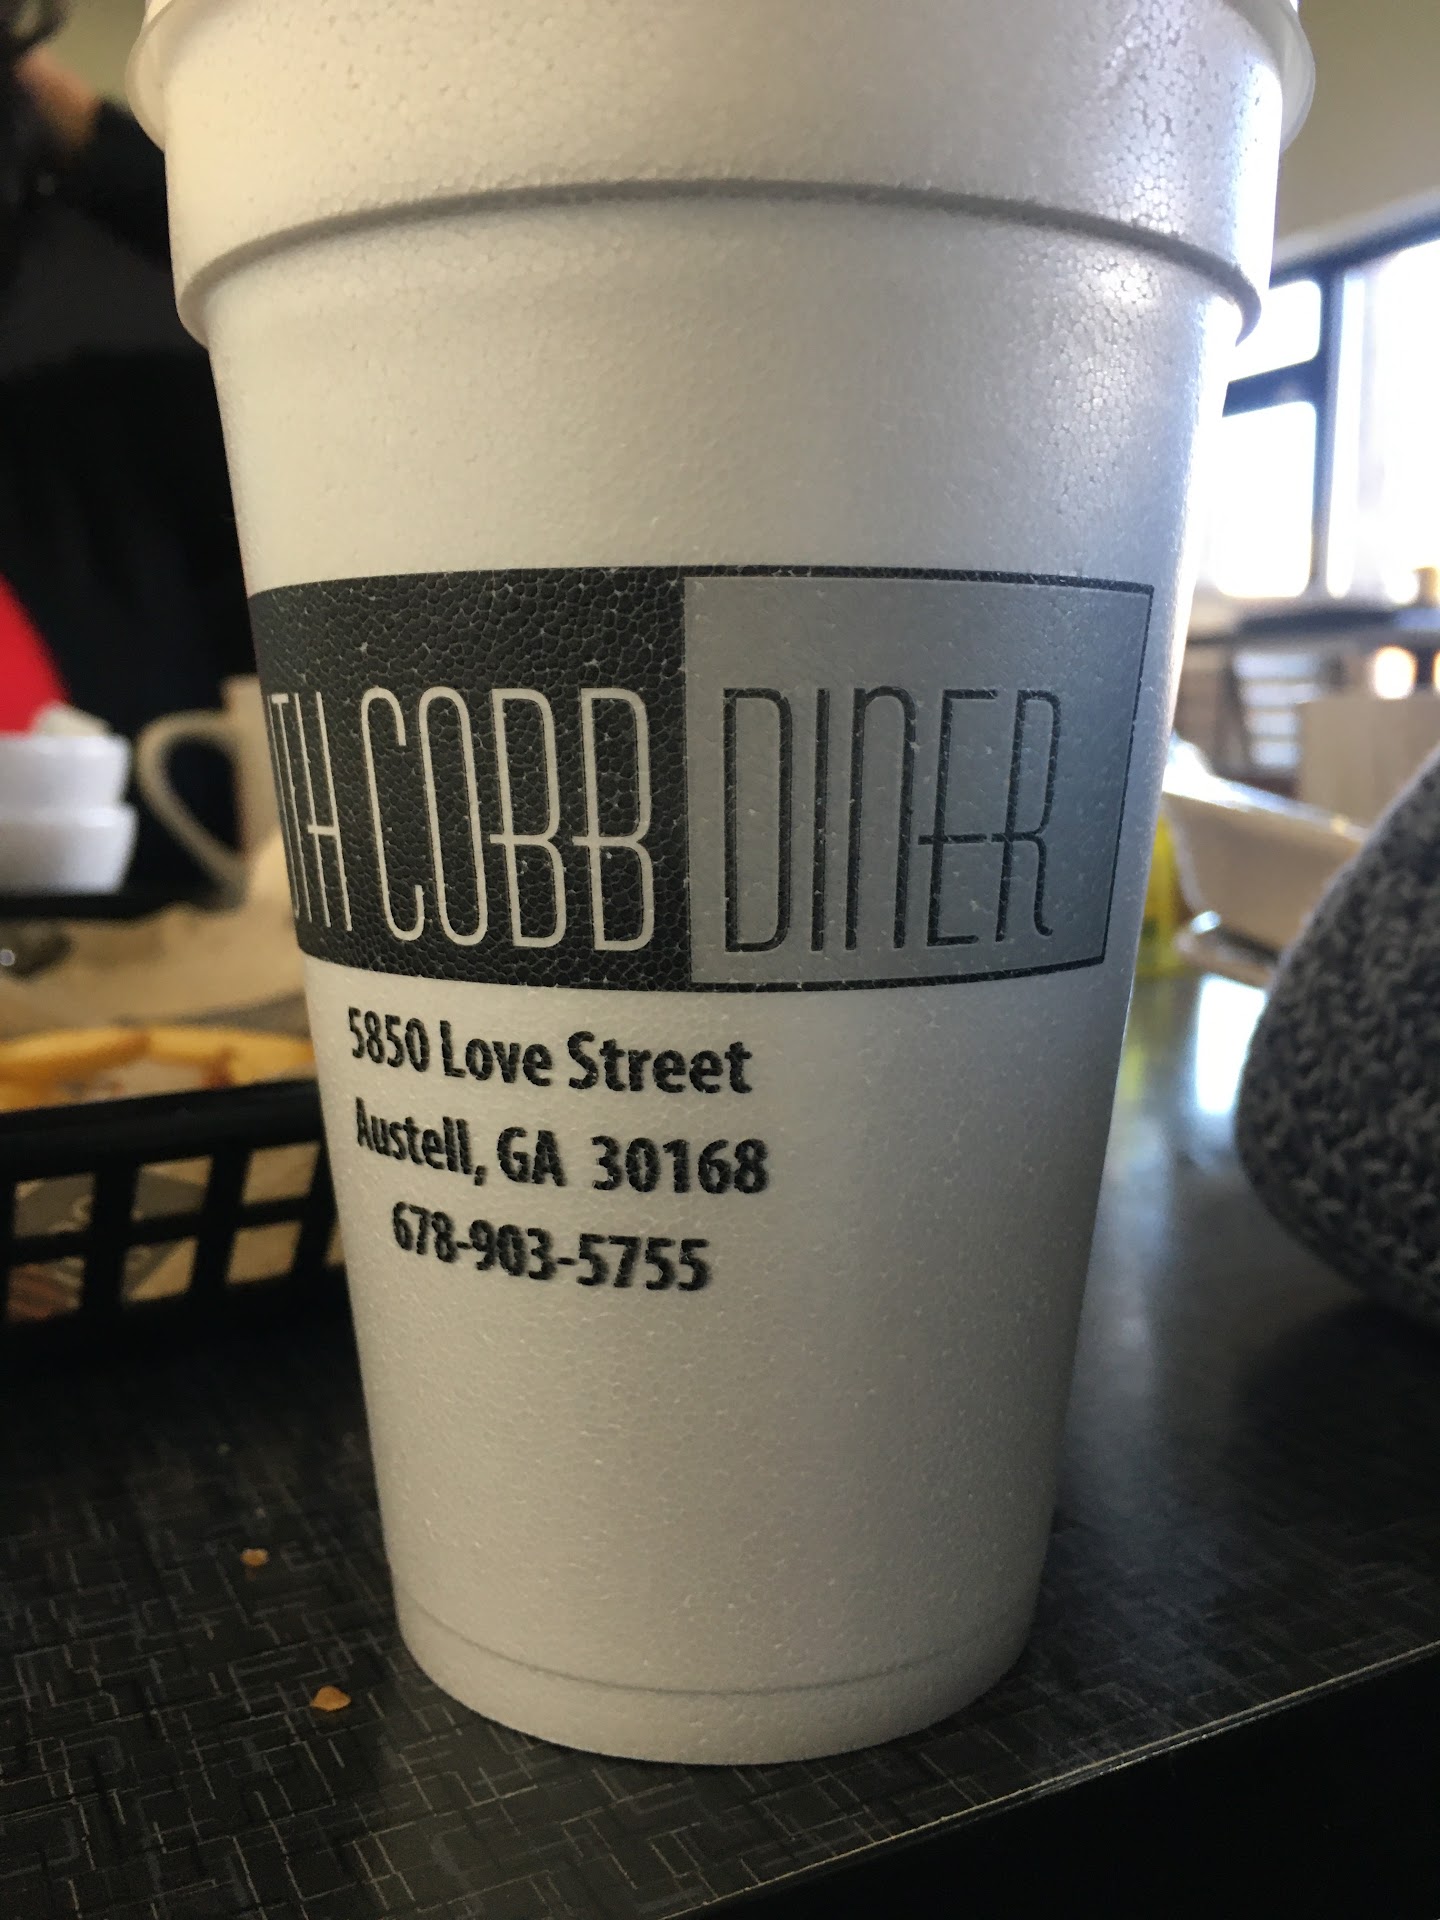 UTH COBB DINER
5850 Love Street
Austell, GA 30168
678-903-5755